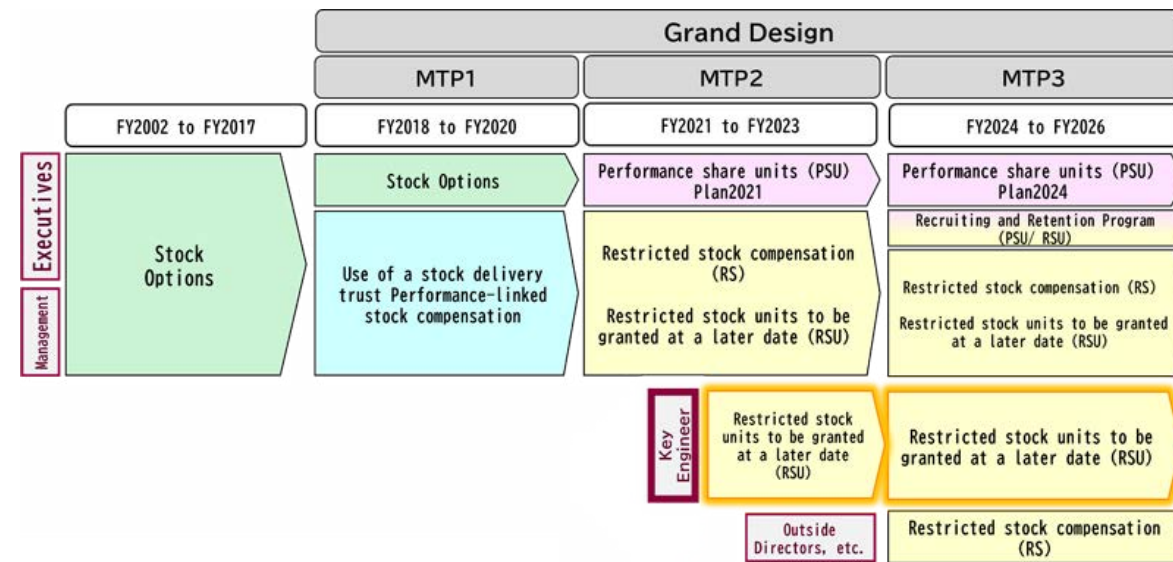 Grand Design
MTP1
MTP2
MTP3
FY2002 to FY2017
FY2018 to FY2020
FY2021 to FY2023
FY2024 to FY2026
Executives
Management
Stock
Options
Stock Options
Use of a stock delivery
trust Performance-linked
stock compensation
Performance share units (PSU)
Plan2021
Restricted stock compensation
(RS)
Restricted stock units to be
granted at a later date (RSU)
Performance share units (PSU)
Plan2024
Recruiting and Retention Program
(PSU/ RSU)
Restricted stock compensation (RS)
Restricted stock units to be granted
at a later date (RSU)
Key
Engineer
Restricted stock
units to be granted
at a later date
(RSU)
Restricted stock units to be
granted at a later date (RSU)
Outside
Directors, etc.
Restricted stock compensation
(RS)